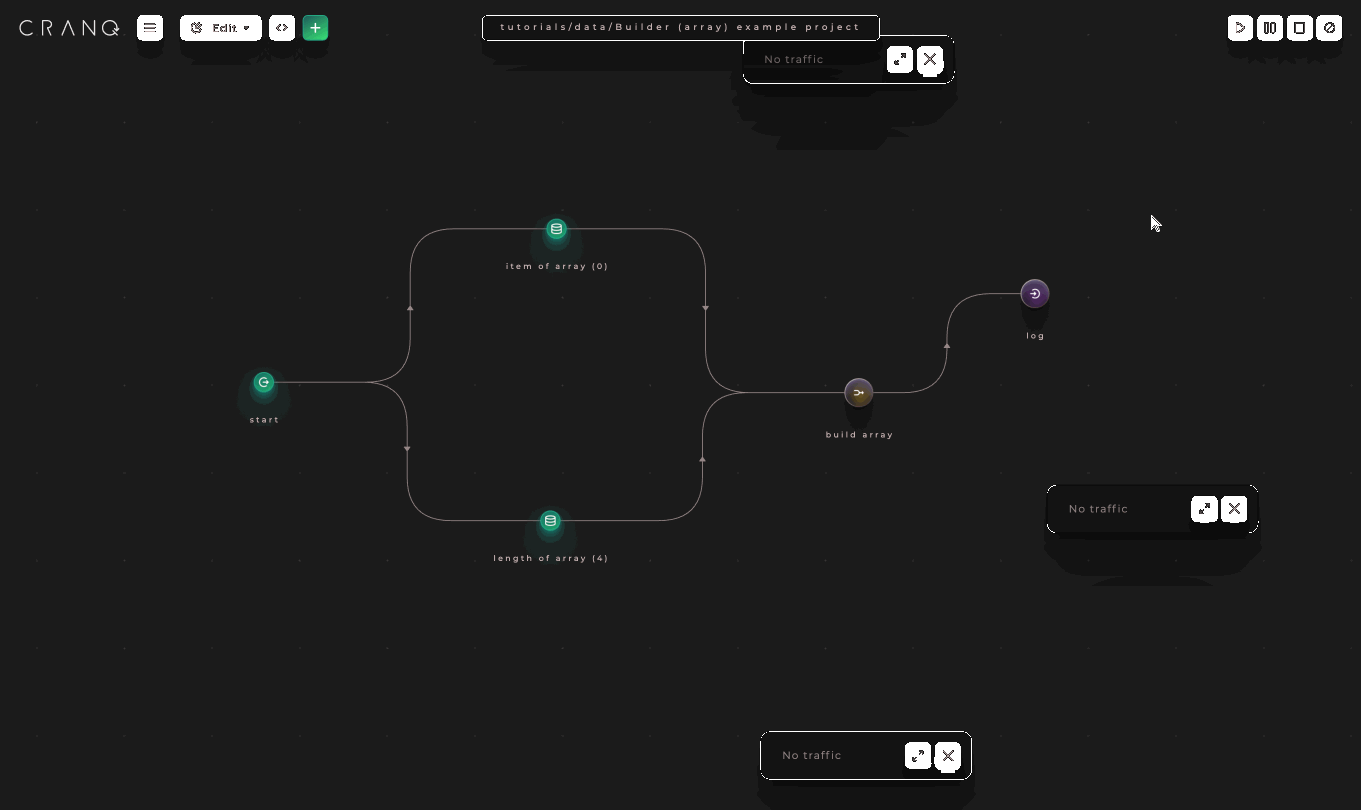 CRANQ
Edit
tutorials/data/Builder (array) example project
No traffic
item of array (0)
log
start
build array
No traffic
length of array (4)
No traffic